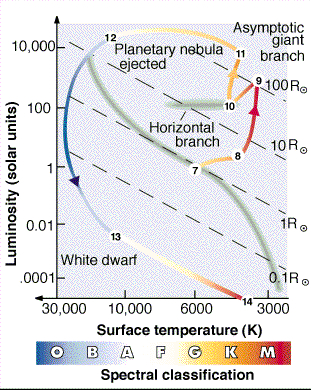 Asymptotic
giant
branch
12
10,000
Planetary nebula
ejected
11
9
100R⊙
100
10
Horizontal
branch
10R⊙
8
7
1
1R⊙
0.01
13
White dwarf
0.1R⊙
.0001
14
Luminosity (solar units)
30,000 10,000 6000 3000
Surface temperature (K)
O B A F G K M
Spectral classification